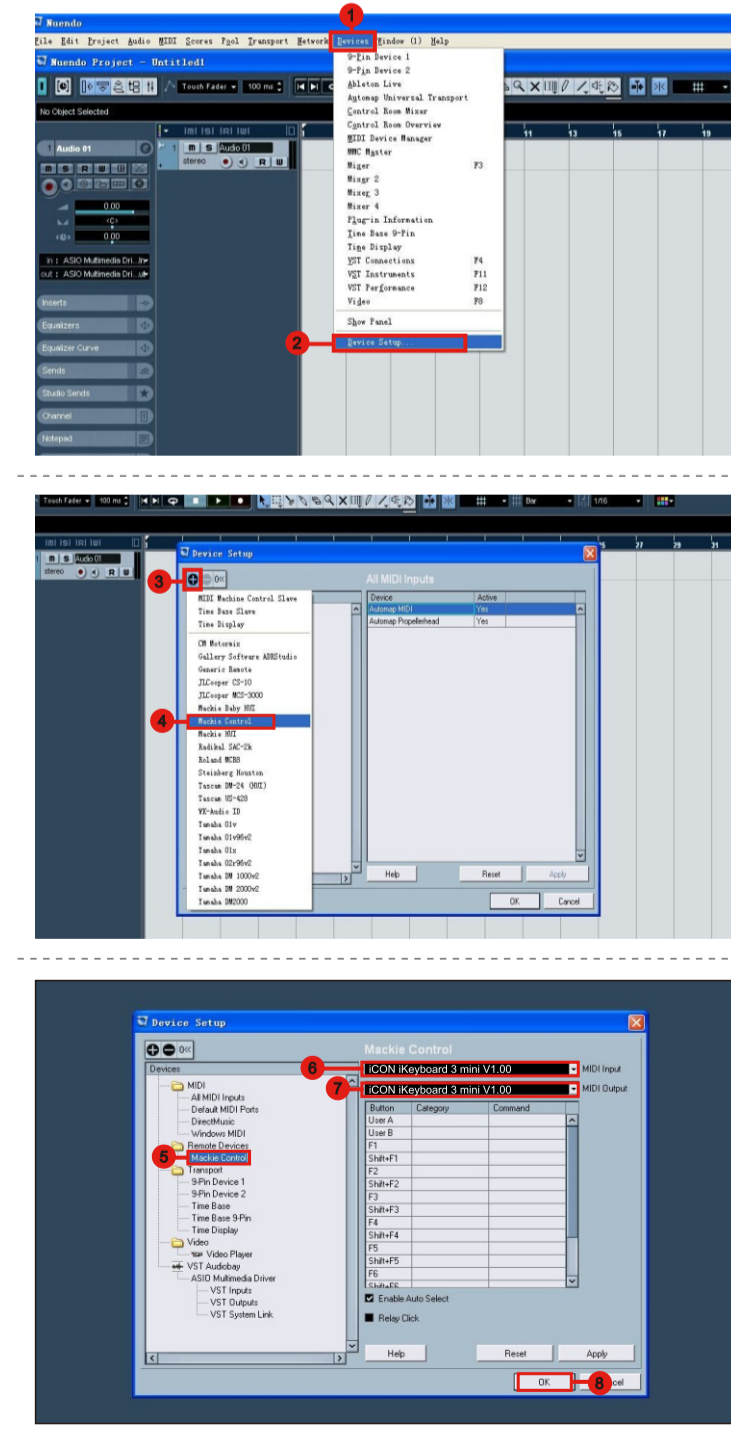 1
Nuendo
File Edit Project Audio MIDI Scores Pool Transport Network Devices Window (1) Help
Nuendo Project - Untitled1
Touch Fader 100 ms
No Object Selected
1 Audio 01
1 m S Audio 01
stereo R W
m S R W
0.00
<C>
0.00
in : ASIO Multimedia Dri...
out : ASIO Multimedia Dri...
Inserts
Equalizers
Equalizer Curve
Sends
Studio Sends
Channel
Notepad
9-Pin Device 1
9-Pin Device 2
Ableton Live
Automap Universal Transport
Control Room Mixer
Control Room Overview
MIDI Device Manager
MMC Master
Mixer F3
Mixer 2
Mixer 3
Mixer 4
Plug-in Information
Time Base 9-Pin
Time Display
VST Connections F4
VST Instruments F11
VST Performance F12
Video F8
Show Panel
2
Device Setup...
11 13 15 17 19
Touch Fader 100 ms
Bar 1/16
m S Audio 01
stereo R W
27 29 31
Device Setup
3
All MIDI Inputs
Device Active
Automap MIDI Yes
Automap Propellerhead Yes
MIDI Machine Control Slave
Time Base Slave
Time Display
CM Motormix
Gallery Software ADRStudio
Generic Remote
JLCooper CS-10
JLCooper MCS-3000
Mackie Baby HUI
4
Mackie Control
Mackie HUI
Radikal SAC-2k
Roland MCR8
Steinberg Houston
Tascam DM-24 (HUI)
Tascam US-428
VK-Audio ID
Yamaha 01v
Yamaha 01v96v2
Yamaha 01x
Yamaha 02r96v2
Yamaha DM 1000v2
Yamaha DM 2000v2
Yamaha DM2000
Help Reset Apply
OK Cancel
Device Setup
Mackie Control
Devices
6
iCON iKeyboard 3 mini V1.00 MIDI Input
7
iCON iKeyboard 3 mini V1.00 MIDI Output
MIDI
All MIDI Inputs
Default MIDI Ports
DirectMusic
Windows MIDI
Remote Devices
5
Mackie Control
Transport
9-Pin Device 1
9-Pin Device 2
Time Base
Time Base 9-Pin
Time Display
Video
Video Player
VST Audiobay
ASIO Multimedia Driver
VST Inputs
VST Outputs
VST System Link
Button Category Command
User A
User B
F1
Shift+F1
F2
Shift+F2
F3
Shift+F3
F4
Shift+F4
F5
Shift+F5
F6
Shift+F6
Enable Auto Select
Relay Click
Help Reset Apply
OK
8
cel